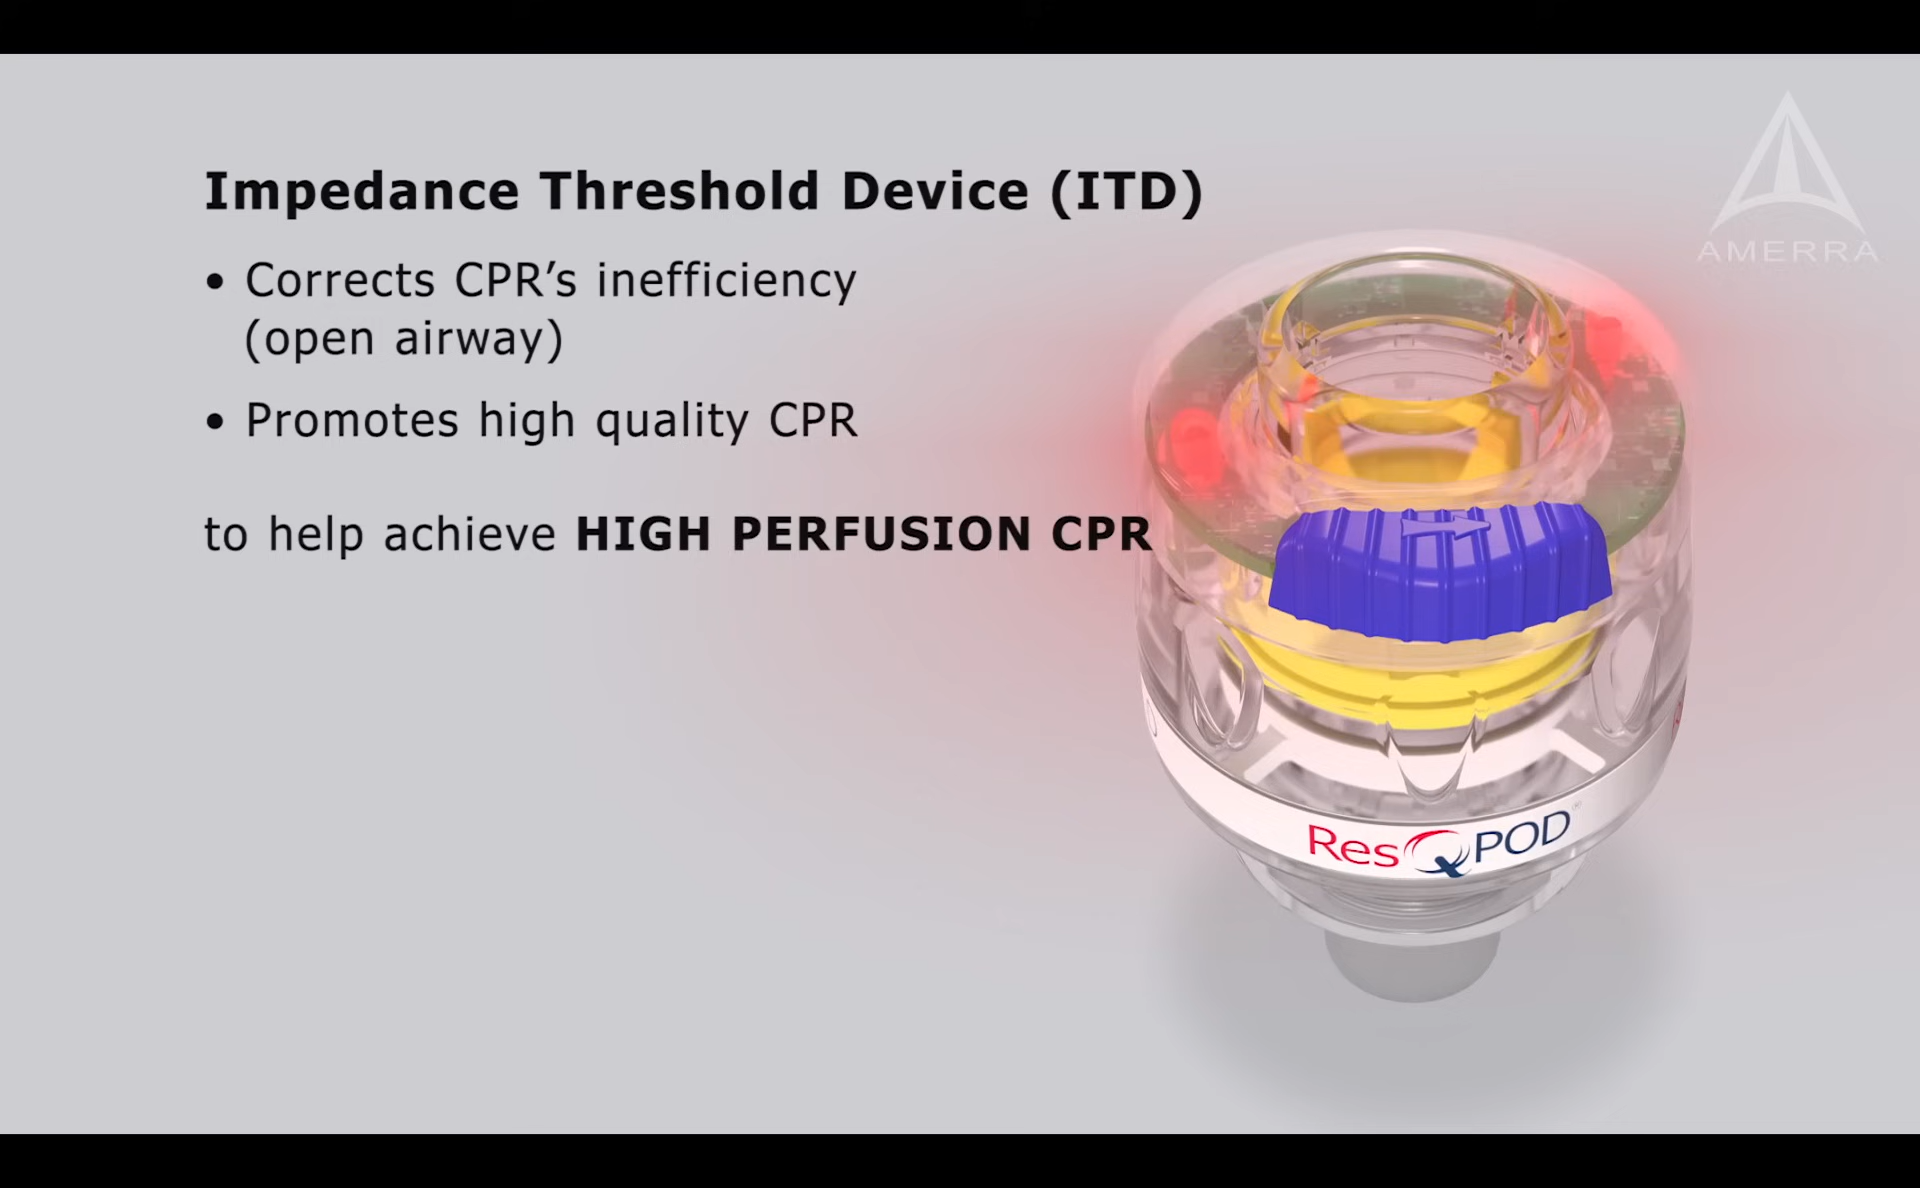 Impedance Threshold Device (ITD)
• Corrects CPR’s inefficiency
(open airway)
• Promotes high quality CPR
to help achieve HIGH PERFUSION CPR
AMERRA
ResQPOD®